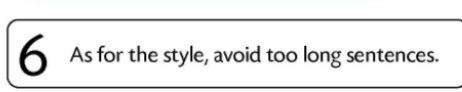 6 As for the style, avoid too long sentences.